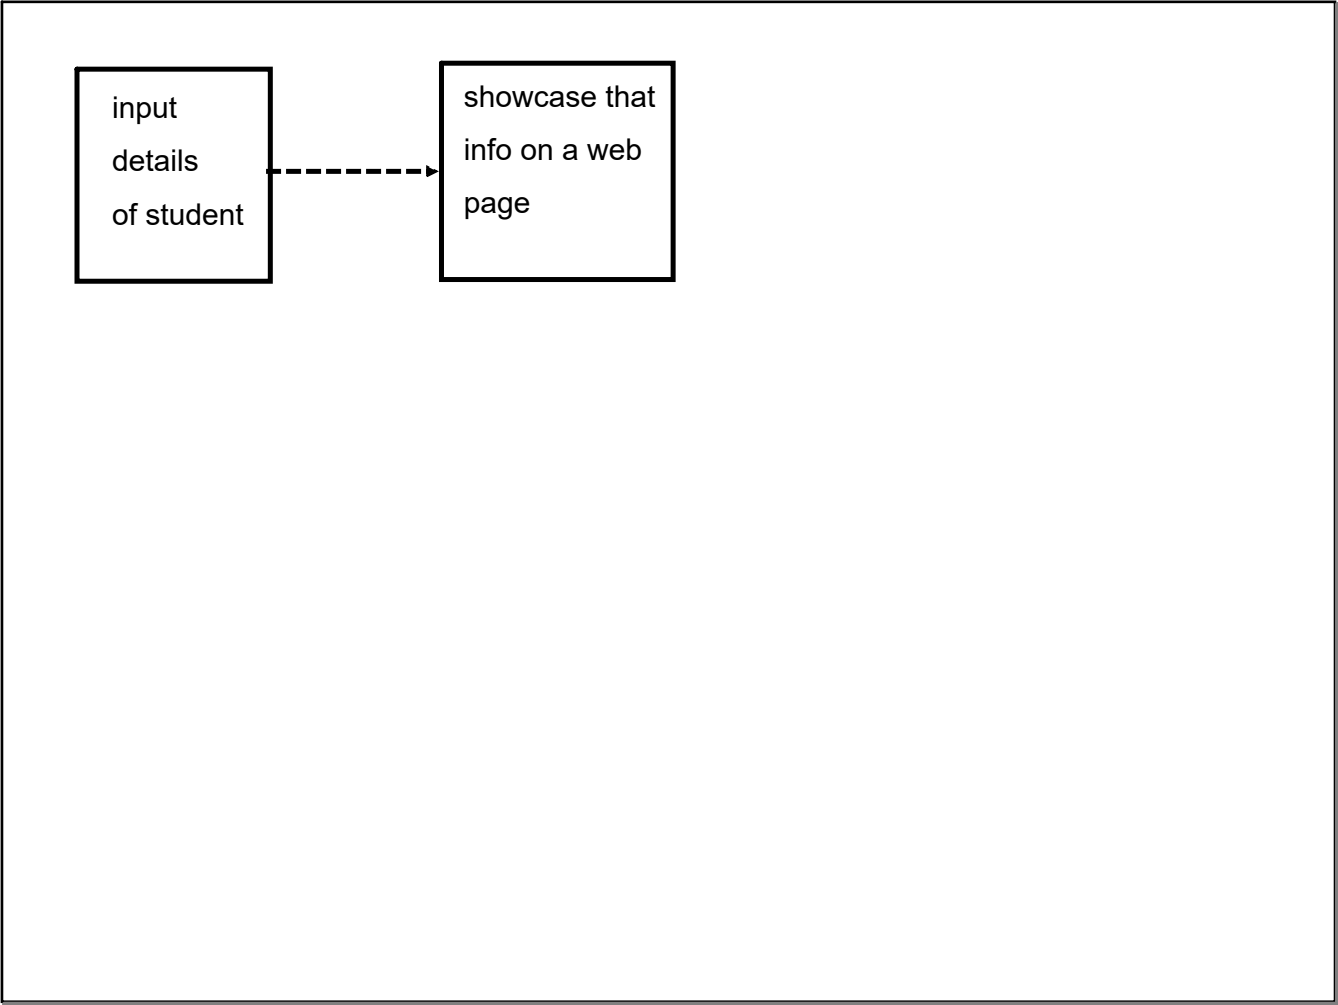 input
details
of student
showcase that
info on a web
page